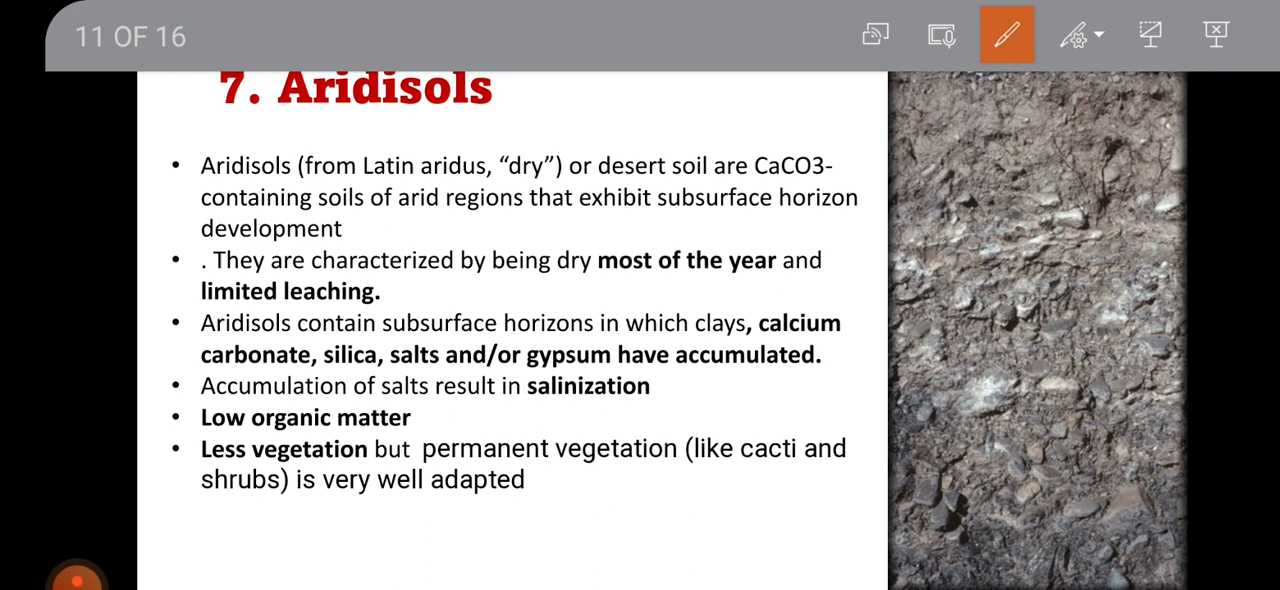 11 OF 16
7. Aridisols
• Aridisols (from Latin aridus, “dry”) or desert soil are CaCO3-
containing soils of arid regions that exhibit subsurface horizon
development
• . They are characterized by being dry most of the year and
limited leaching.
• Aridisols contain subsurface horizons in which clays, calcium
carbonate, silica, salts and/or gypsum have accumulated.
• Accumulation of salts result in salinization
• Low organic matter
• Less vegetation but permanent vegetation (like cacti and
shrubs) is very well adapted